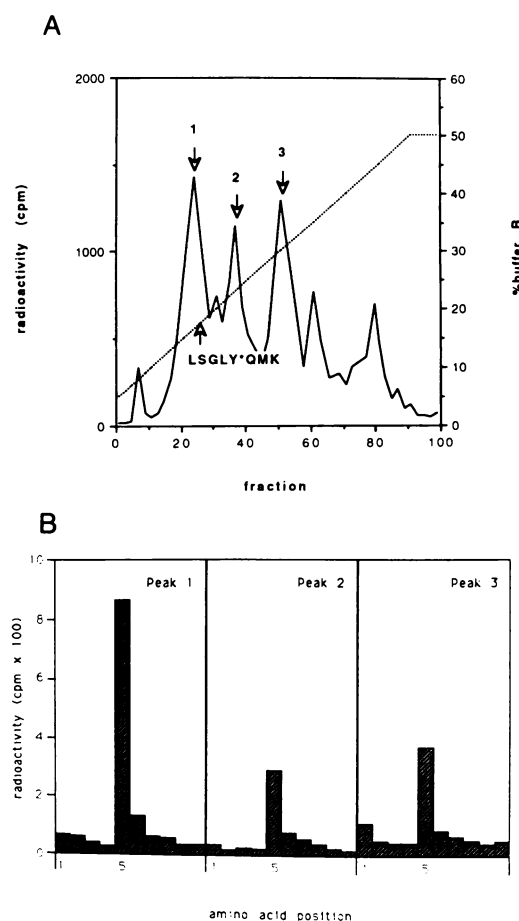 A
2000
1000
0
radioactivity (cpm)
60
50
40
30
20
10
0
%buffer B
1
2
3
LSGLY*QMK
0
20
40
60
80
100
fraction
B
10
8
6
4
2
0
radioactivity (cpm x 100)
Peak 1
Peak 2
Peak 3
1
5
5
5
amino acid position